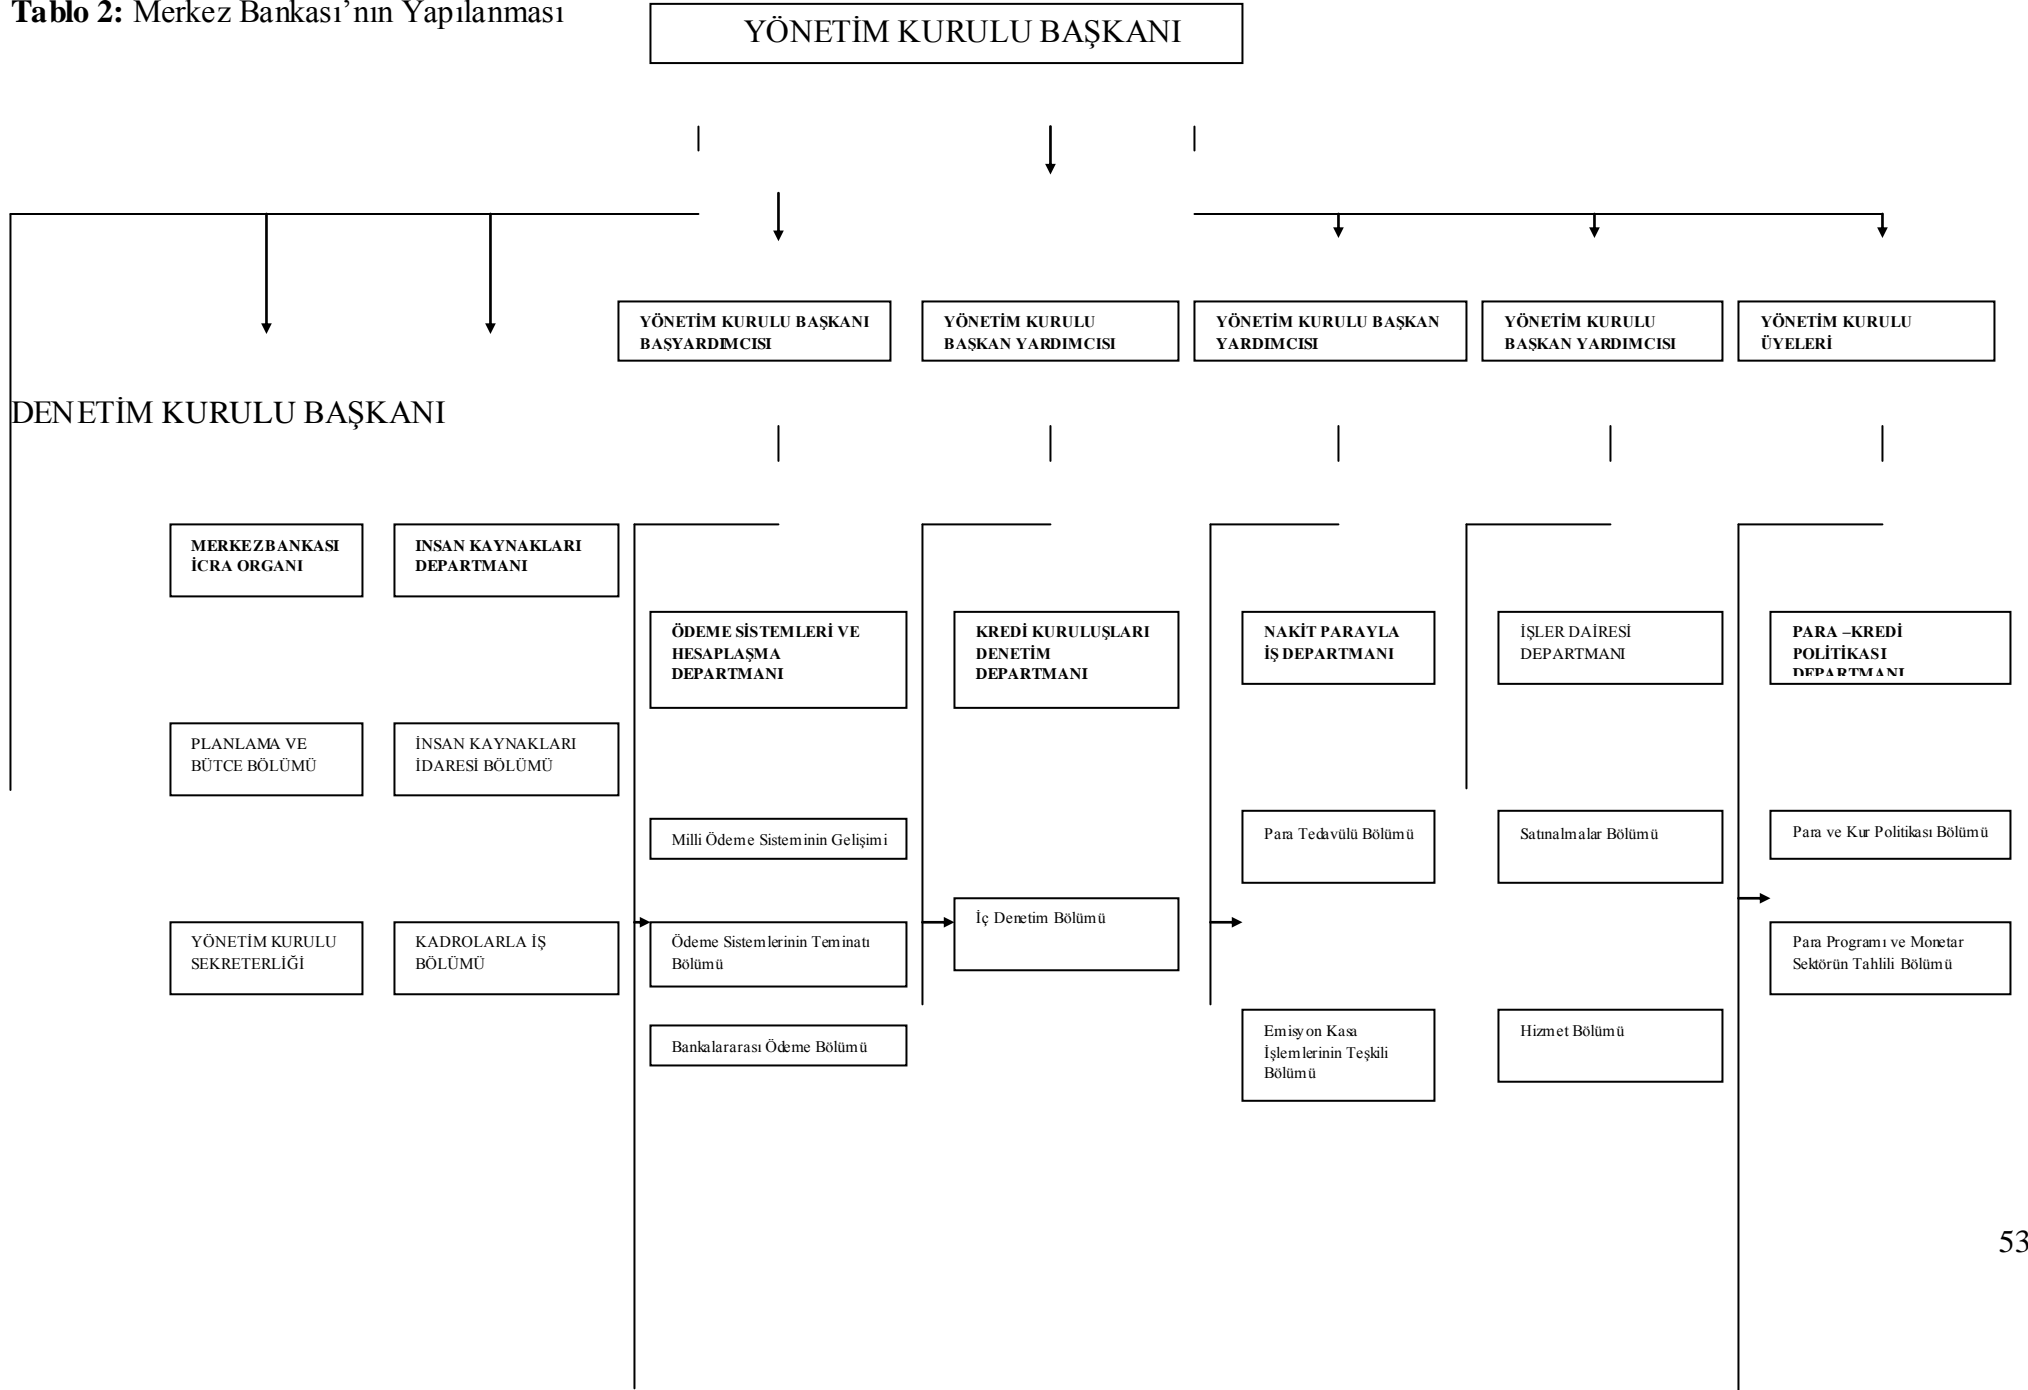 Tablo 2: Merkez Bankası’nın Yapılanması
YÖNETİM KURULU BAŞKANI
YÖNETİM KURULU BAŞKANI
BAŞYARDIMCISI
YÖNETİM KURULU
BAŞKAN YARDIMCISI
YÖNETİM KURULU BAŞKAN
YARDIMCISI
YÖNETİM KURULU
BAŞKAN YARDIMCISI
YÖNETİM KURULU
ÜYELERİ
DENETİM KURULU BAŞKANI
MERKEZ BANKASI
İCRA ORGANI
INSAN KAYNAKLARI
DEPARTMANI
ÖDEME SİSTEMLERİ VE
HESAPLAŞMA
DEPARTMANI
KREDİ KURULUŞLARI
DENETİM
DEPARTMANI
NAKİT PARAYLA
İŞ DEPARTMANI
İŞLER DAİRESİ
DEPARTMANI
PARA –KREDİ
POLİTİKASI
DEPARTMANI
PLANLAMA VE
BÜTCE BÖLÜMÜ
İNSAN KAYNAKLARI
İDARESİ BÖLÜMÜ
Milli Ödeme Sisteminin Gelişimi
Para Tedavülü Bölümü
Satınalmalar Bölümü
Para ve Kur Politikası Bölümü
YÖNETİM KURULU
SEKRETERLİĞİ
KADROLARLA İŞ
BÖLÜMÜ
Ödeme Sistemlerinin Teminatı
Bölümü
İç Denetim Bölümü
Para Programı ve Monetar
Sektörün Tahlili Bölümü
Bankalararası Ödeme Bölümü
Emisyon Kasa
İşlemlerinin Teşkili
Bölümü
Hizmet Bölümü
53